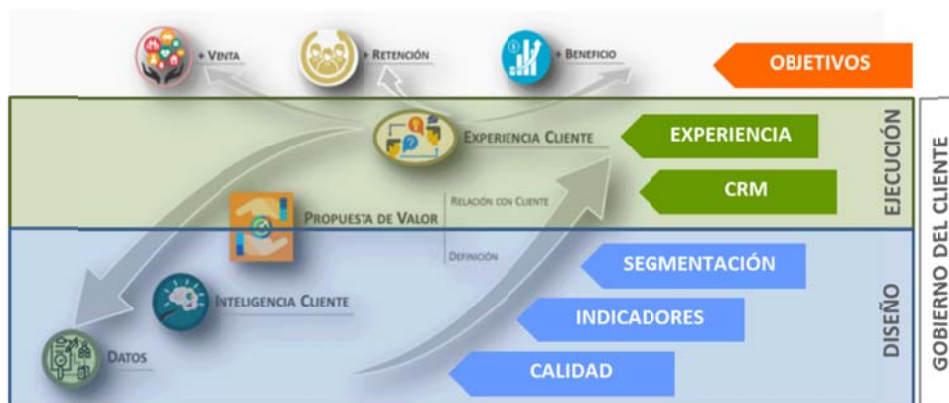 + VENTA
+ RETENCIÓN
+ BENEFICIO
OBJETIVOS
EXPERIENCIA CLIENTE
EXPERIENCIA
CRM
PROPUESTA DE VALOR
RELACIÓN CON CLIENTE
DEFINICIÓN
SEGMENTACIÓN
INTELIGENCIA CLIENTE
INDICADORES
DATOS
CALIDAD
EJECUCIÓN
DISEÑO
GOBIERNO DEL CLIENTE